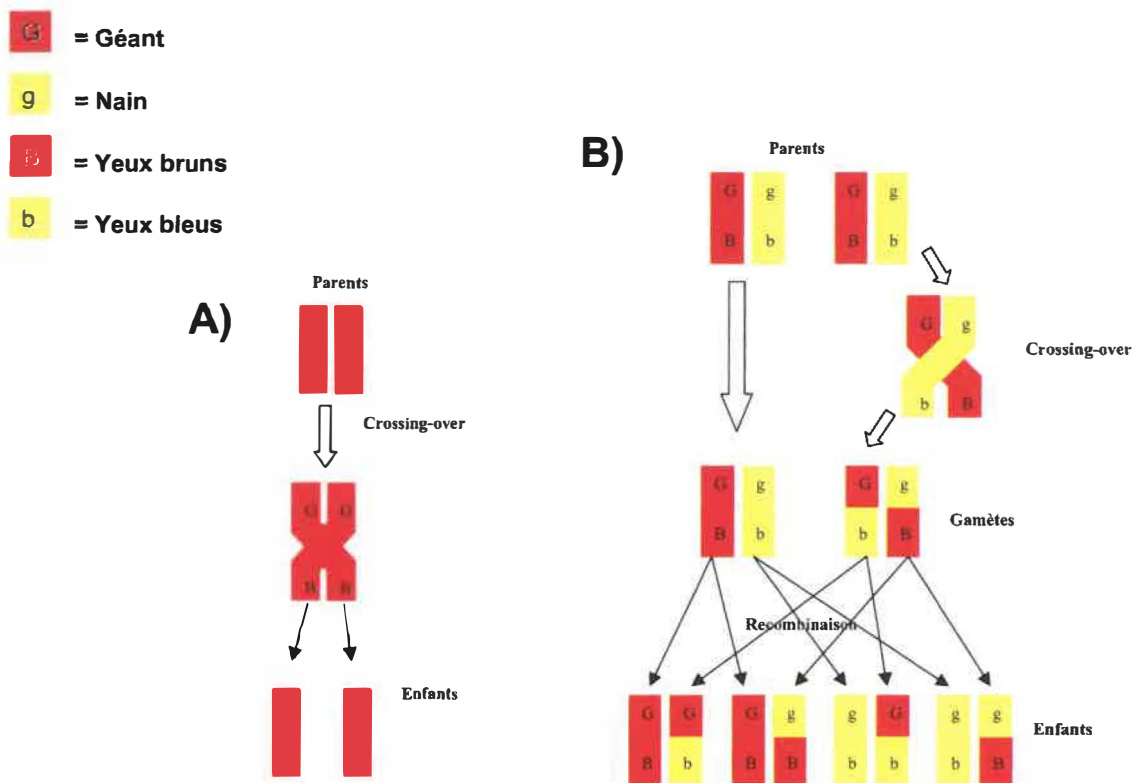 G = Géant
g = Nain
B = Yeux bruns
b = Yeux bleus
A)
Parents
Crossing-over
G G
B B
Enfants
B)
Parents
G g G g
B b B b
G g
Crossing-over
b B
G g G g
Gamètes
B b b B
Recombinaison
G G G g g G g g
Enfants
B b B B b b b B